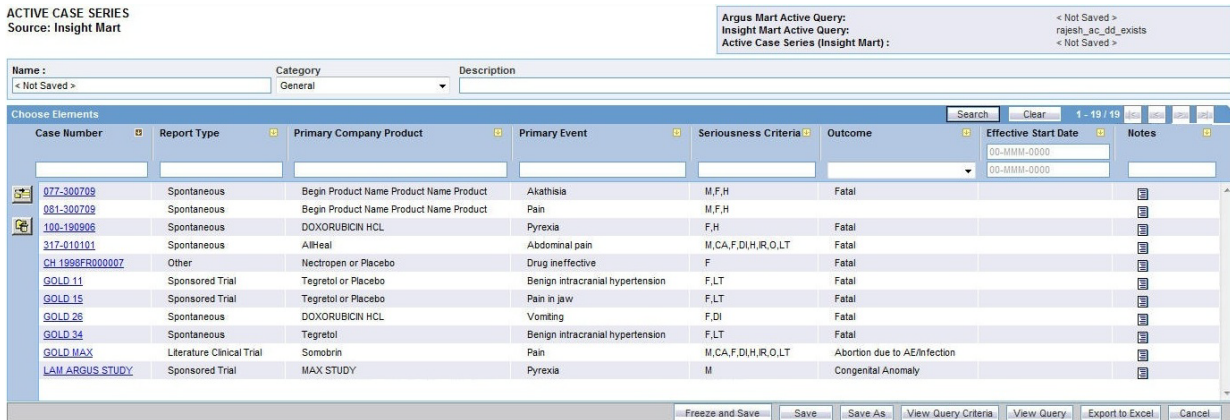 ACTIVE CASE SERIES
Source: Insight Mart
Argus Mart Active Query: < Not Saved >
Insight Mart Active Query: rajesh_ac_dd_exists
Active Case Series (Insight Mart) : < Not Saved >
Name : Category Description
< Not Saved > General
Choose Elements Search Clear 1 - 19 / 19
Case Number Report Type Primary Company Product Primary Event Seriousness Criteria Outcome Effective Start Date Notes
00-MMM-0000
00-MMM-0000
077-300709 Spontaneous Begin Product Name Product Name Product Akathisia M,F,H Fatal
081-300709 Spontaneous Begin Product Name Product Name Product Pain M,F,H
100-190906 Spontaneous DOXORUBICIN HCL Pyrexia F,H Fatal
317-010101 Spontaneous AllHeal Abdominal pain M,CA,F,DI,H,IR,O,LT Fatal
CH 1998FR000007 Other Nectropen or Placebo Drug ineffective F Fatal
GOLD 11 Sponsored Trial Tegretol or Placebo Benign intracranial hypertension F,LT Fatal
GOLD 15 Sponsored Trial Tegretol or Placebo Pain in jaw F,LT Fatal
GOLD 26 Spontaneous DOXORUBICIN HCL Vomiting F,DI Fatal
GOLD 34 Spontaneous Tegretol Benign intracranial hypertension F,LT Fatal
GOLD MAX Literature Clinical Trial Somobrin Pain M,CA,F,DI,H,IR,O,LT Abortion due to AE/Infection
LAM ARGUS STUDY Sponsored Trial MAX STUDY Pyrexia M Congenital Anomaly
Freeze and Save Save Save As View Query Criteria View Query Export to Excel Cancel